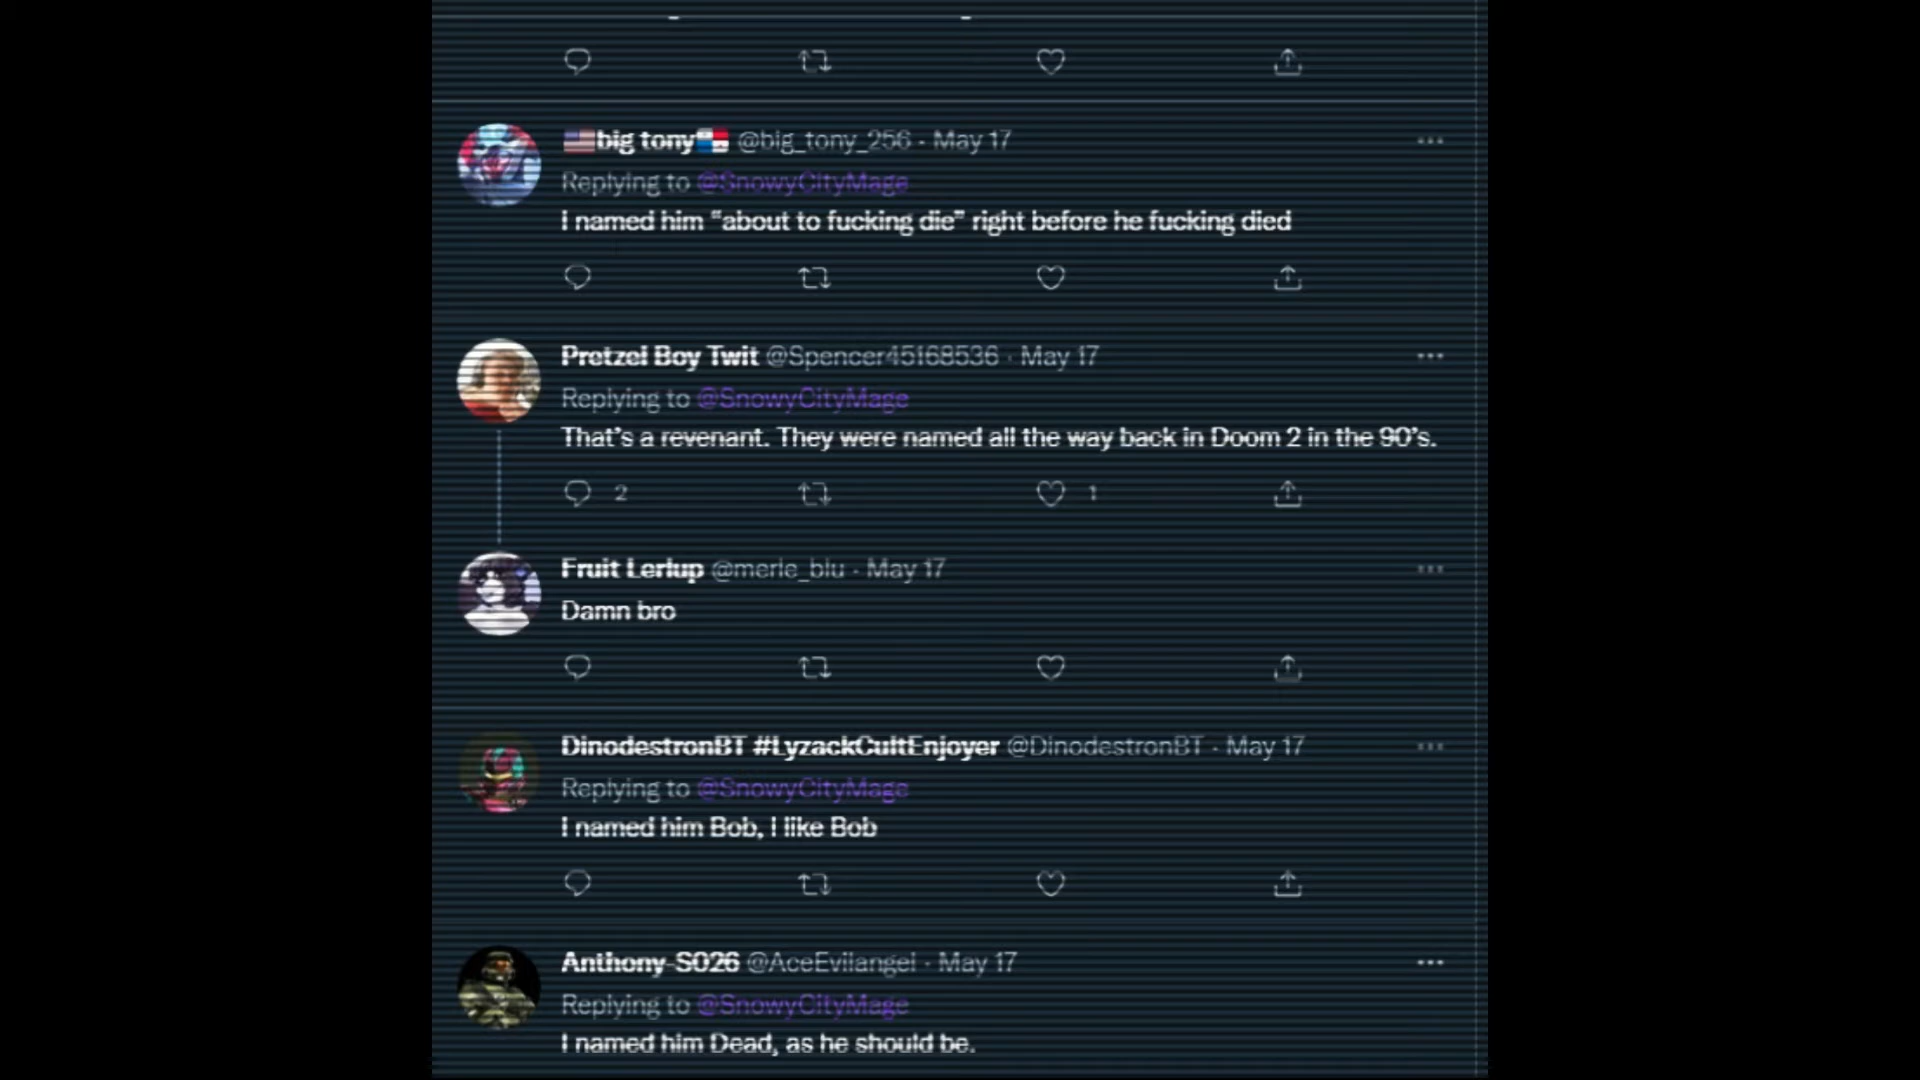 big tony @big_tony_256 · May 17
Replying to @SnowyCityMage
I named him “about to fucking die” right before he fucking died
Pretzel Boy Twit @Spencer45168536 · May 17
Replying to @SnowyCityMage
That’s a revenant. They were named all the way back in Doom 2 in the 90’s.
2 1
Fruit Lerlup @merle_blu · May 17
Damn bro
DinodestronBT #LyzackCultEnjoyer @DinodestronBT · May 17
Replying to @SnowyCityMage
I named him Bob, I like Bob
Anthony-S026 @AceEvilangel · May 17
Replying to @SnowyCityMage
I named him Dead, as he should be.